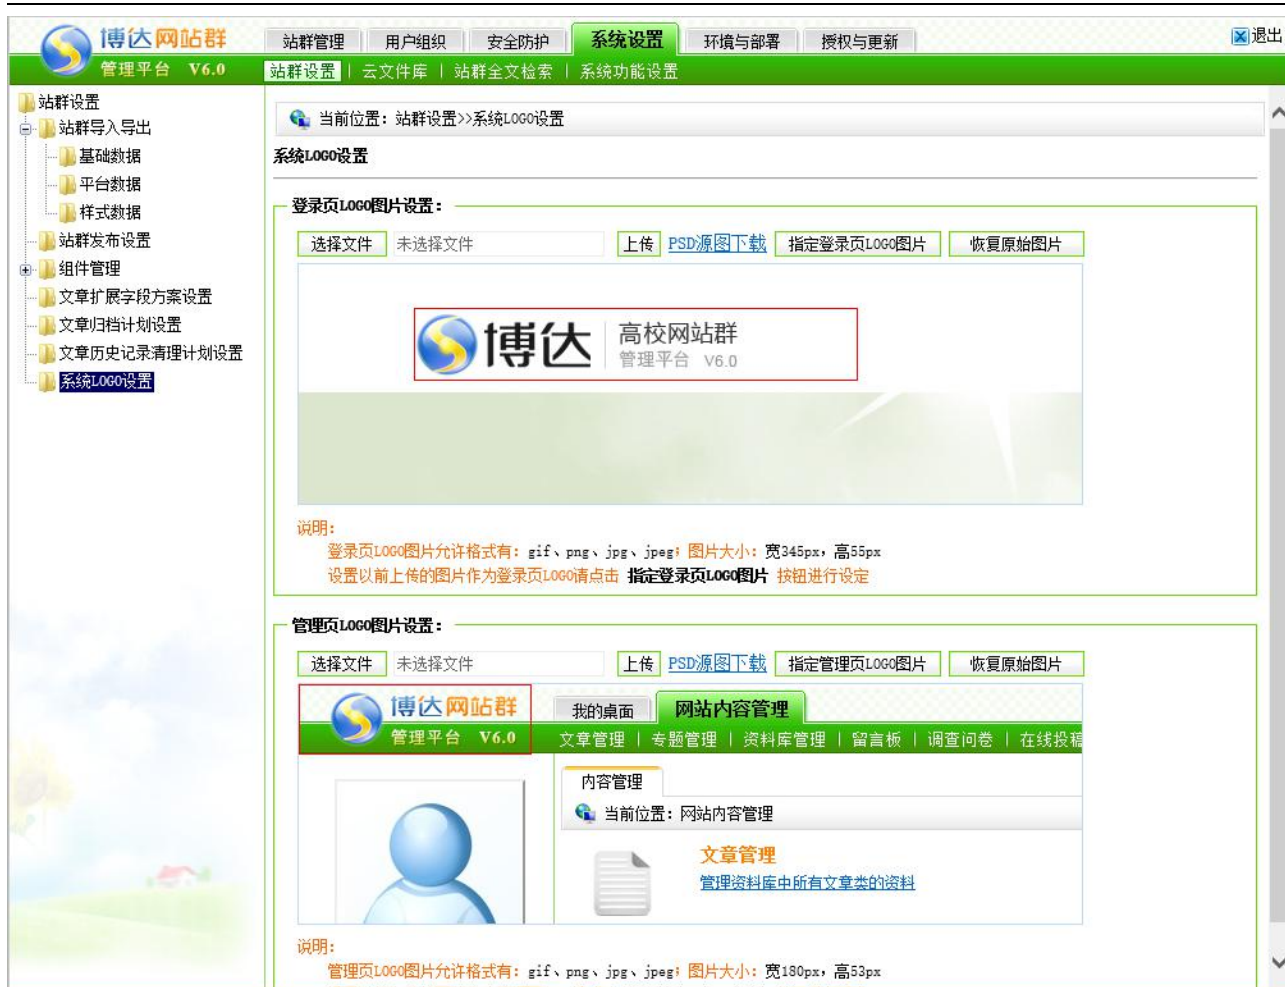 博达网站群
管理平台 V6.0
站群管理 用户组织 安全防护 系统设置 环境与部署 授权与更新 退出
站群设置 | 云文件库 | 站群全文检索 | 系统功能设置
站群设置
站群导入导出
基础数据
平台数据
样式数据
站群发布设置
组件管理
文章扩展字段方案设置
文章归档计划设置
文章历史记录清理计划设置
系统LOGO设置
当前位置：站群设置>>系统LOGO设置
系统LOGO设置
登录页LOGO图片设置：
选择文件 未选择文件 上传 PSD源图下载 指定登录页LOGO图片 恢复原始图片
博达 高校网站群
管理平台 V6.0
说明：
登录页LOGO图片允许格式有：gif、png、jpg、jpeg；图片大小：宽345px，高55px
设置以前上传的图片作为登录页LOGO请点击 指定登录页LOGO图片 按钮进行设定
管理页LOGO图片设置：
选择文件 未选择文件 上传 PSD源图下载 指定管理页LOGO图片 恢复原始图片
博达网站群
管理平台 V6.0
我的桌面 网站内容管理
文章管理 | 专题管理 | 资料库管理 | 留言板 | 调查问卷 | 在线投稿
内容管理
当前位置：网站内容管理
文章管理
管理资料库中所有文章类的资料
说明：
管理页LOGO图片允许格式有：gif、png、jpg、jpeg；图片大小：宽180px，高53px